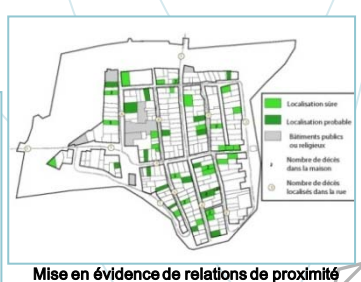 Localisation sûre
Localisation probable
Bâtiments publics
ou religieux
Nombre de décès
dans la maison
Nombre de décès
localisés dans la rue
Mise en évidence de relations de proximité